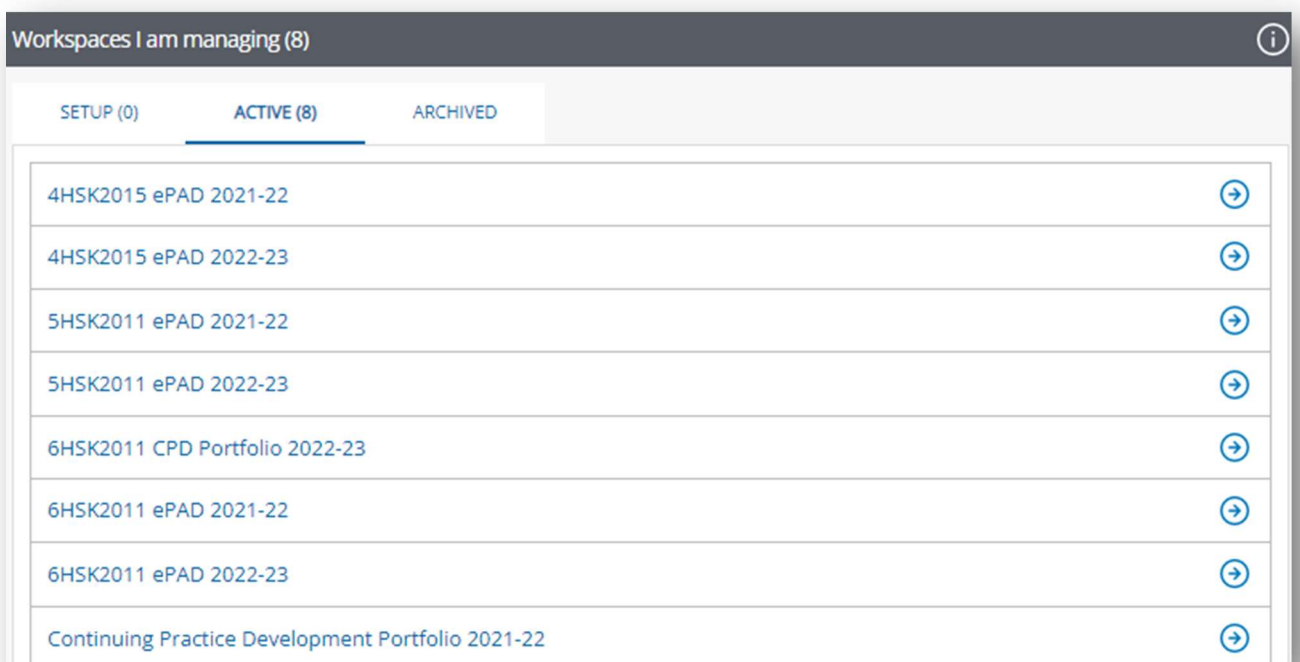 Workspaces I am managing (8)
SETUP (0) ACTIVE (8) ARCHIVED
4HSK2015 ePAD 2021-22
4HSK2015 ePAD 2022-23
5HSK2011 ePAD 2021-22
5HSK2011 ePAD 2022-23
6HSK2011 CPD Portfolio 2022-23
6HSK2011 ePAD 2021-22
6HSK2011 ePAD 2022-23
Continuing Practice Development Portfolio 2021-22